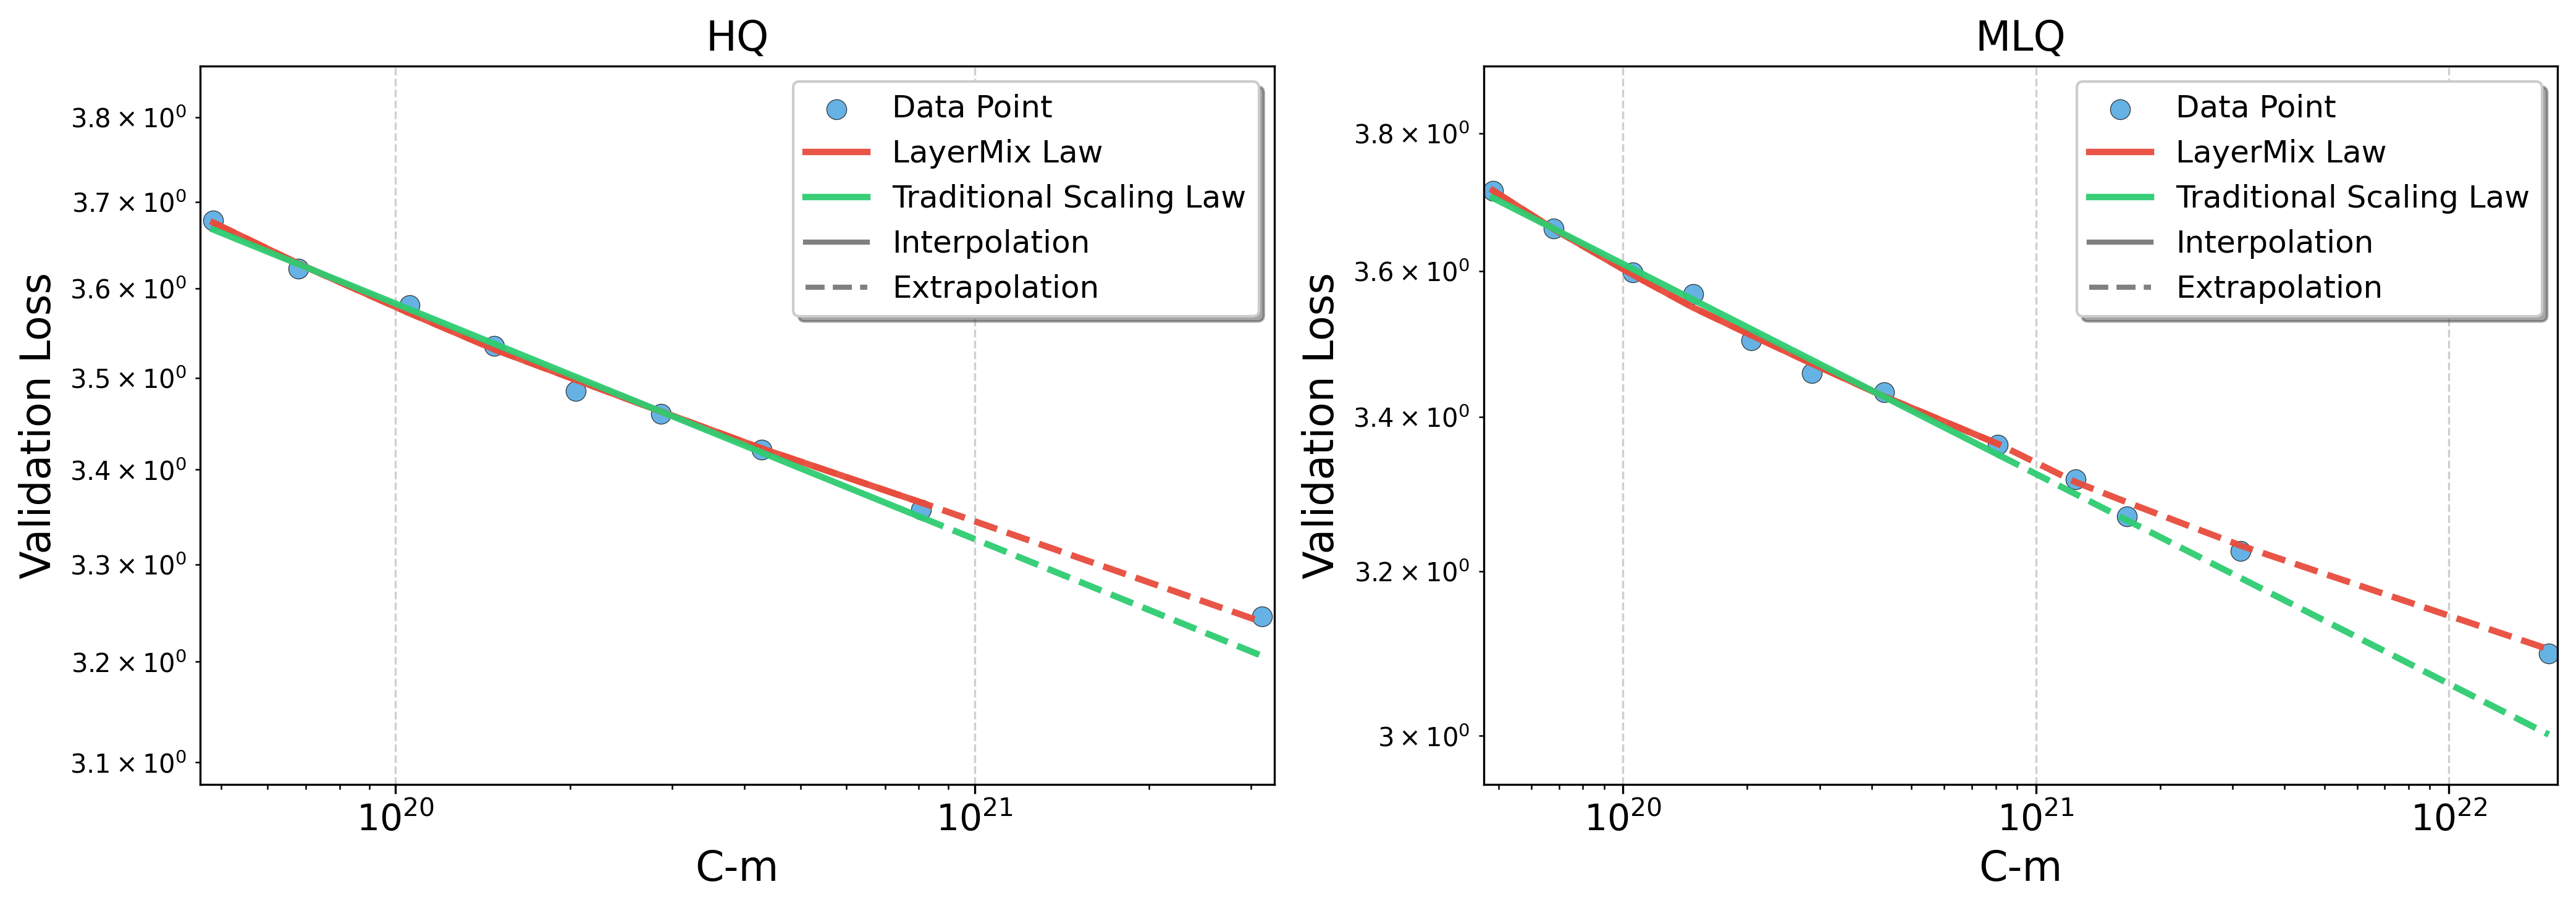 HQ
Validation Loss
3.8 × 10⁰
3.7 × 10⁰
3.6 × 10⁰
3.5 × 10⁰
3.4 × 10⁰
3.3 × 10⁰
3.2 × 10⁰
3.1 × 10⁰
Data Point
LayerMix Law
Traditional Scaling Law
Interpolation
Extrapolation
10²⁰
10²¹
C-m
MLQ
Validation Loss
3.8 × 10⁰
3.6 × 10⁰
3.4 × 10⁰
3.2 × 10⁰
3 × 10⁰
Data Point
LayerMix Law
Traditional Scaling Law
Interpolation
Extrapolation
10²⁰
10²¹
10²²
C-m